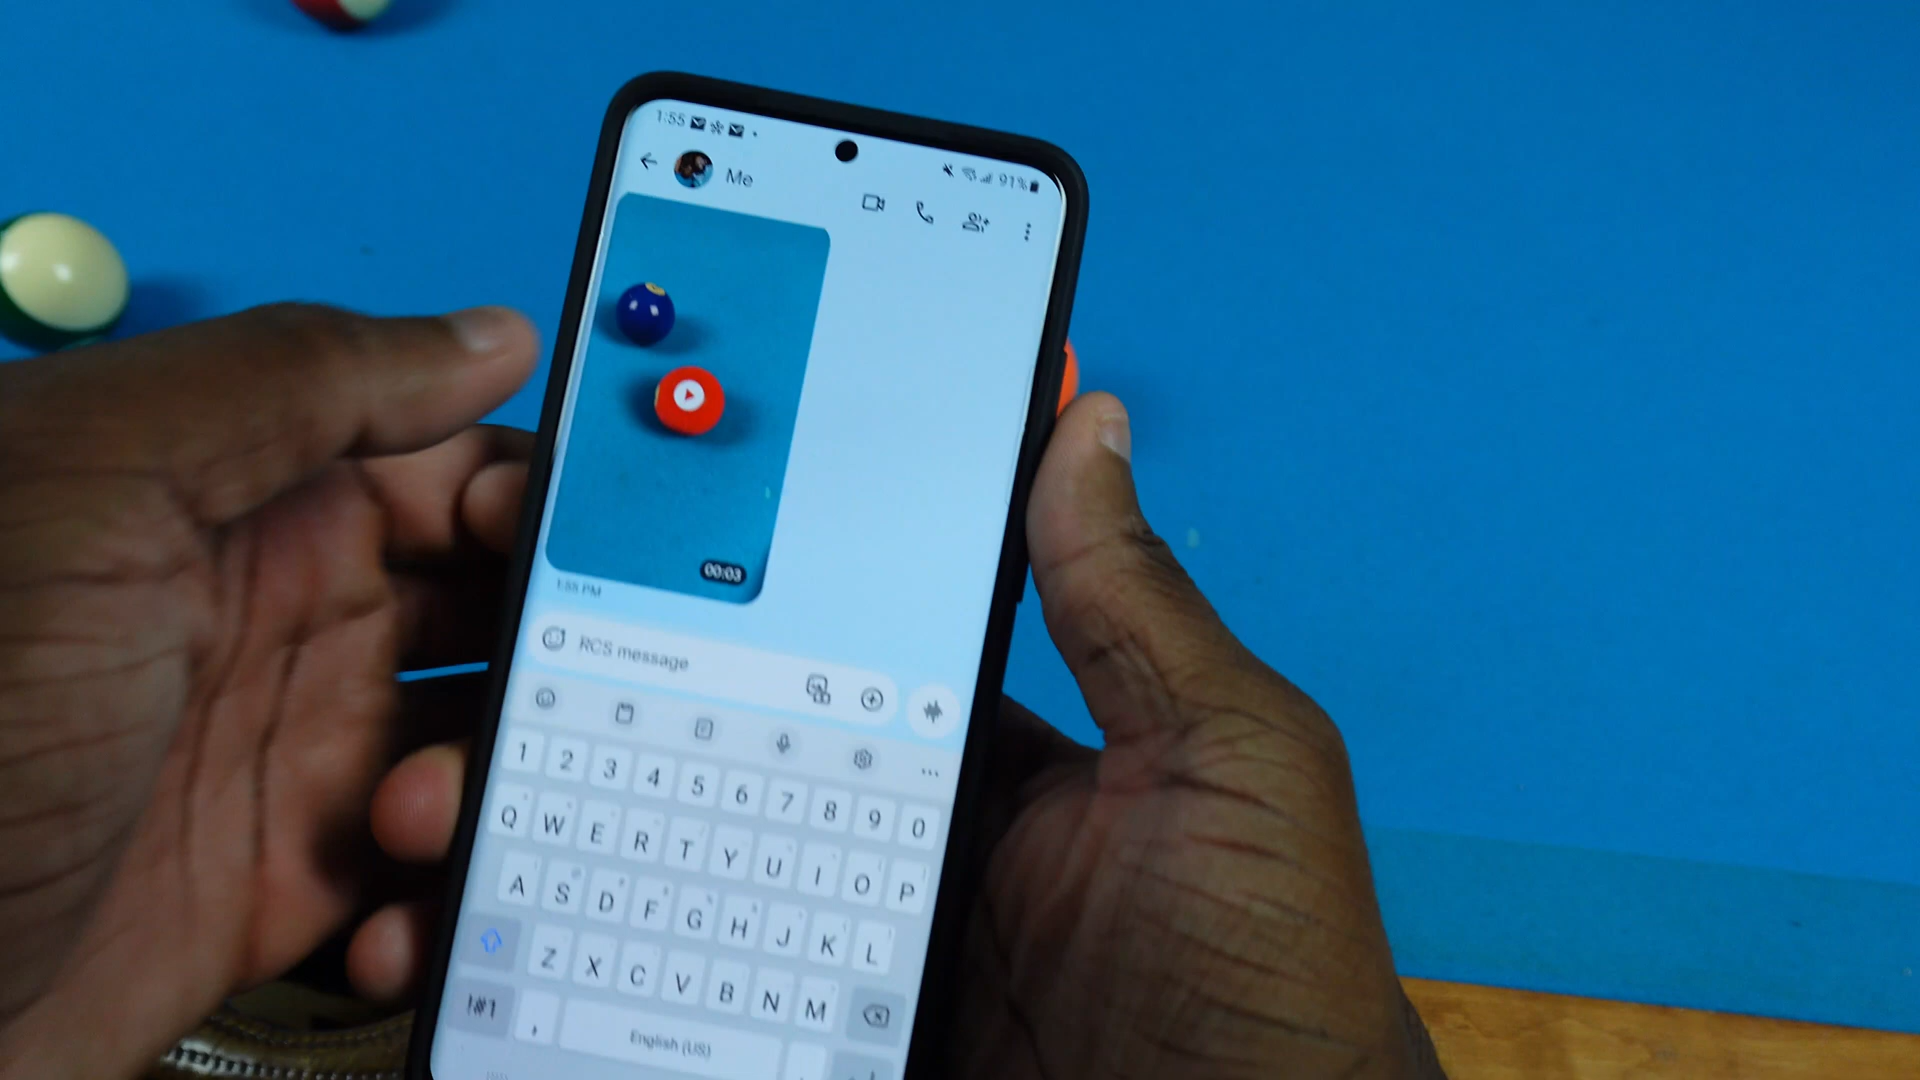 1:55
91%
Me
00:03
1:55 PM
RCS message
1 2 3 4 5 6 7 8 9 0
Q W E R T Y U I O P
A S D F G H J K L
Z X C V B N M
!#1 , English (US)